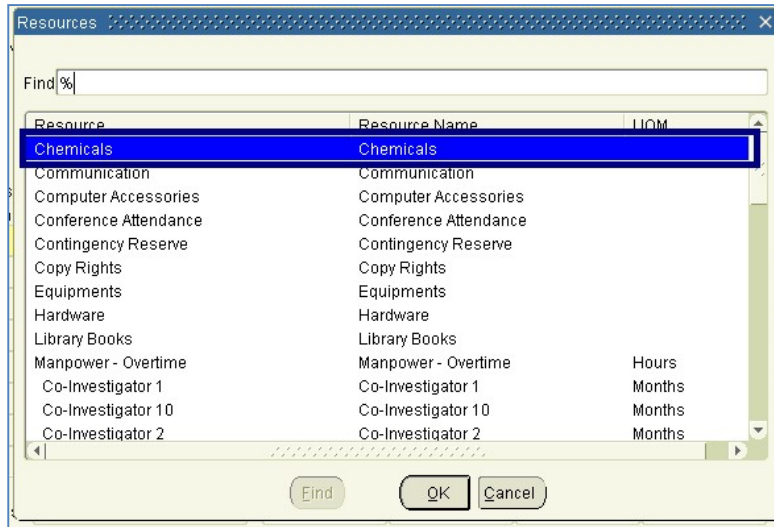 Resources
Find %
Resource Resource Name UOM
Chemicals Chemicals
Communication Communication
Computer Accessories Computer Accessories
Conference Attendance Conference Attendance
Contingency Reserve Contingency Reserve
Copy Rights Copy Rights
Equipments Equipments
Hardware Hardware
Library Books Library Books
Manpower - Overtime Manpower - Overtime Hours
Co-Investigator 1 Co-Investigator 1 Months
Co-Investigator 10 Co-Investigator 10 Months
Co-Investigator 2 Co-Investigator 2 Months
Find OK Cancel